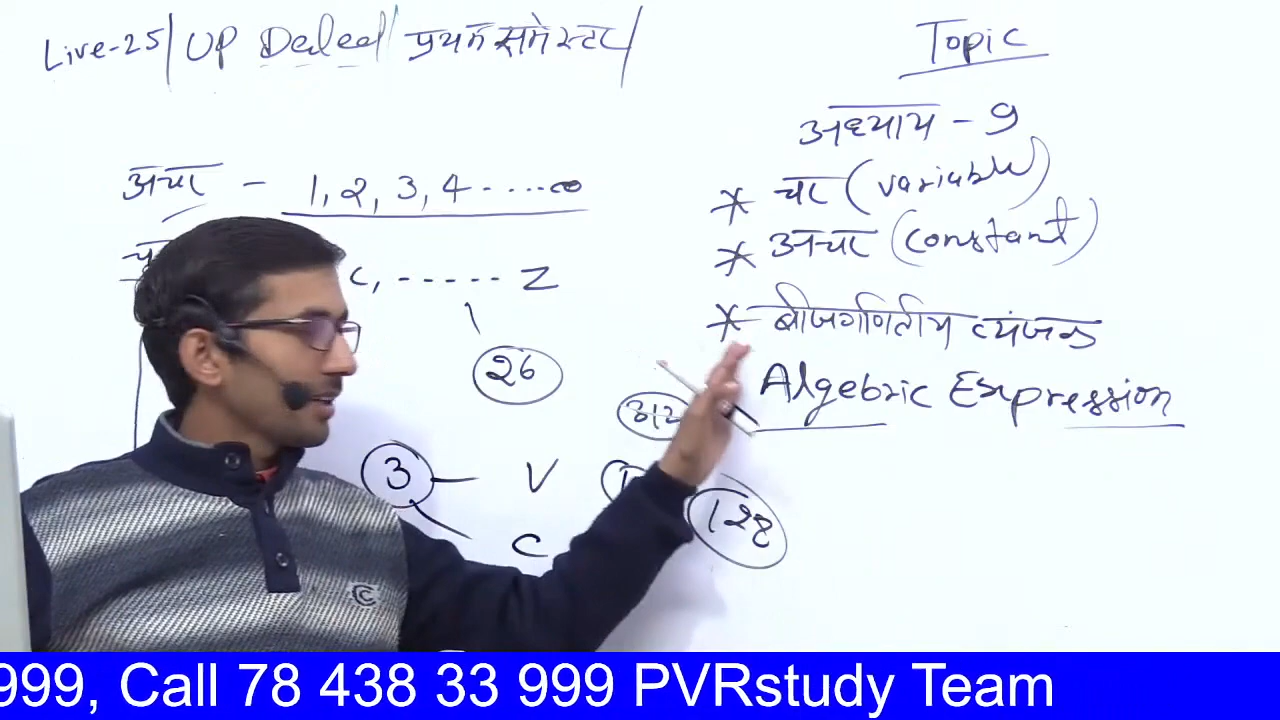 Live-25/ UP Deled/ प्रथम सेमेस्टर/
Topic
अध्याय - 9
* चर (variable)
* अचर (constant)
* बीजगणितीय व्यंजक
Algebric Expression
अचर - 1, 2, 3, 4 ..... ∞
c, ----- z
26
312
3 - V
C
128
999, Call 78 438 33 999 PVRstudy Team